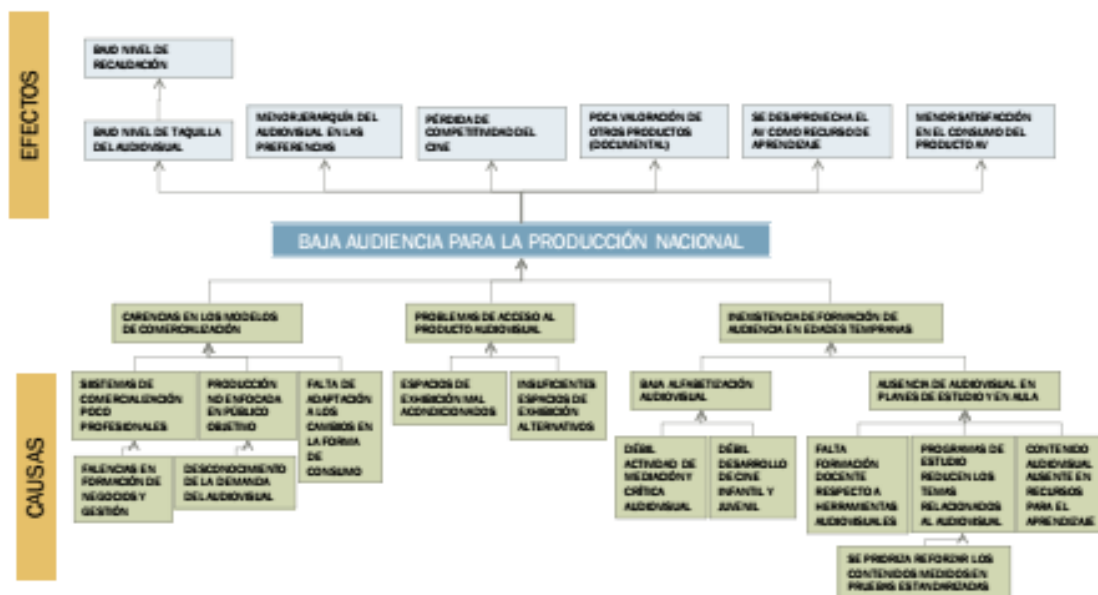 EFECTOS
BAJO NIVEL DE
RECAUDACIÓN
BAJO NIVEL DE TAQUILLA
DEL AUDIOVISUAL
MENOR JERARQUÍA DEL
AUDIOVISUAL EN LAS
PREFERENCIAS
PÉRDIDA DE
COMPETITIVIDAD DEL
CINE
POCA VALORACIÓN DE
OTROS PRODUCTOS
(DOCUMENTAL)
SE DESAPROVECHA EL
AV COMO RECURSO DE
APRENDIZAJE
MENOR SATISFACCIÓN
EN EL CONSUMO DEL
PRODUCTO AV
BAJA AUDIENCIA PARA LA PRODUCCIÓN NACIONAL
CAUSAS
CARENCIAS EN LOS MODELOS
DE COMERCIALIZACIÓN
PROBLEMAS DE ACCESO AL
PRODUCTO AUDIOVISUAL
INEXISTENCIA DE FORMACIÓN DE
AUDIENCIA EN EDADES TEMPRANAS
SISTEMAS DE
COMERCIALIZACIÓN
POCO
PROFESIONALES
PRODUCCIÓN
NO ENFOCADA EN
PÚBLICO
OBJETIVO
FALTA DE
ADAPTACIÓN
A LOS
CAMBIOS EN
LA FORMA
DE
CONSUMO
ESPACIOS DE
EXHIBICIÓN MAL
ACONDICIONADOS
INSUFICIENTES
ESPACIOS DE
EXHIBICIÓN
ALTERNATIVOS
BAJA ALFABETIZACIÓN
AUDIOVISUAL
AUSENCIA DE AUDIOVISUAL EN
PLANES DE ESTUDIO Y EN AULA
FALENCIAS EN
FORMACIÓN DE
NEGOCIOS Y
GESTIÓN
DESCONOCIMIENTO
DE LA DEMANDA
DEL AUDIOVISUAL
DÉBIL
ACTIVIDAD DE
MEDIACIÓN Y
CRÍTICA
AUDIOVISUAL
DÉBIL
DESARROLLO
DE CINE
INFANTIL Y
JUVENIL
FALTA
FORMACIÓN
DOCENTE
RESPECTO A
HERRAMIENTAS
AUDIOVISUALES
PROGRAMAS DE
ESTUDIO
REDUCEN LOS
TEMAS
RELACIONADOS
AL AUDIOVISUAL
CONTENIDO
AUDIOVISUAL
AUSENTE EN
RECURSOS
PARA EL
APRENDIZAJE
SE PRIORIZA REFORZAR LOS
CONTENIDOS MEDIDOS EN
PRUEBAS ESTANDARIZADAS